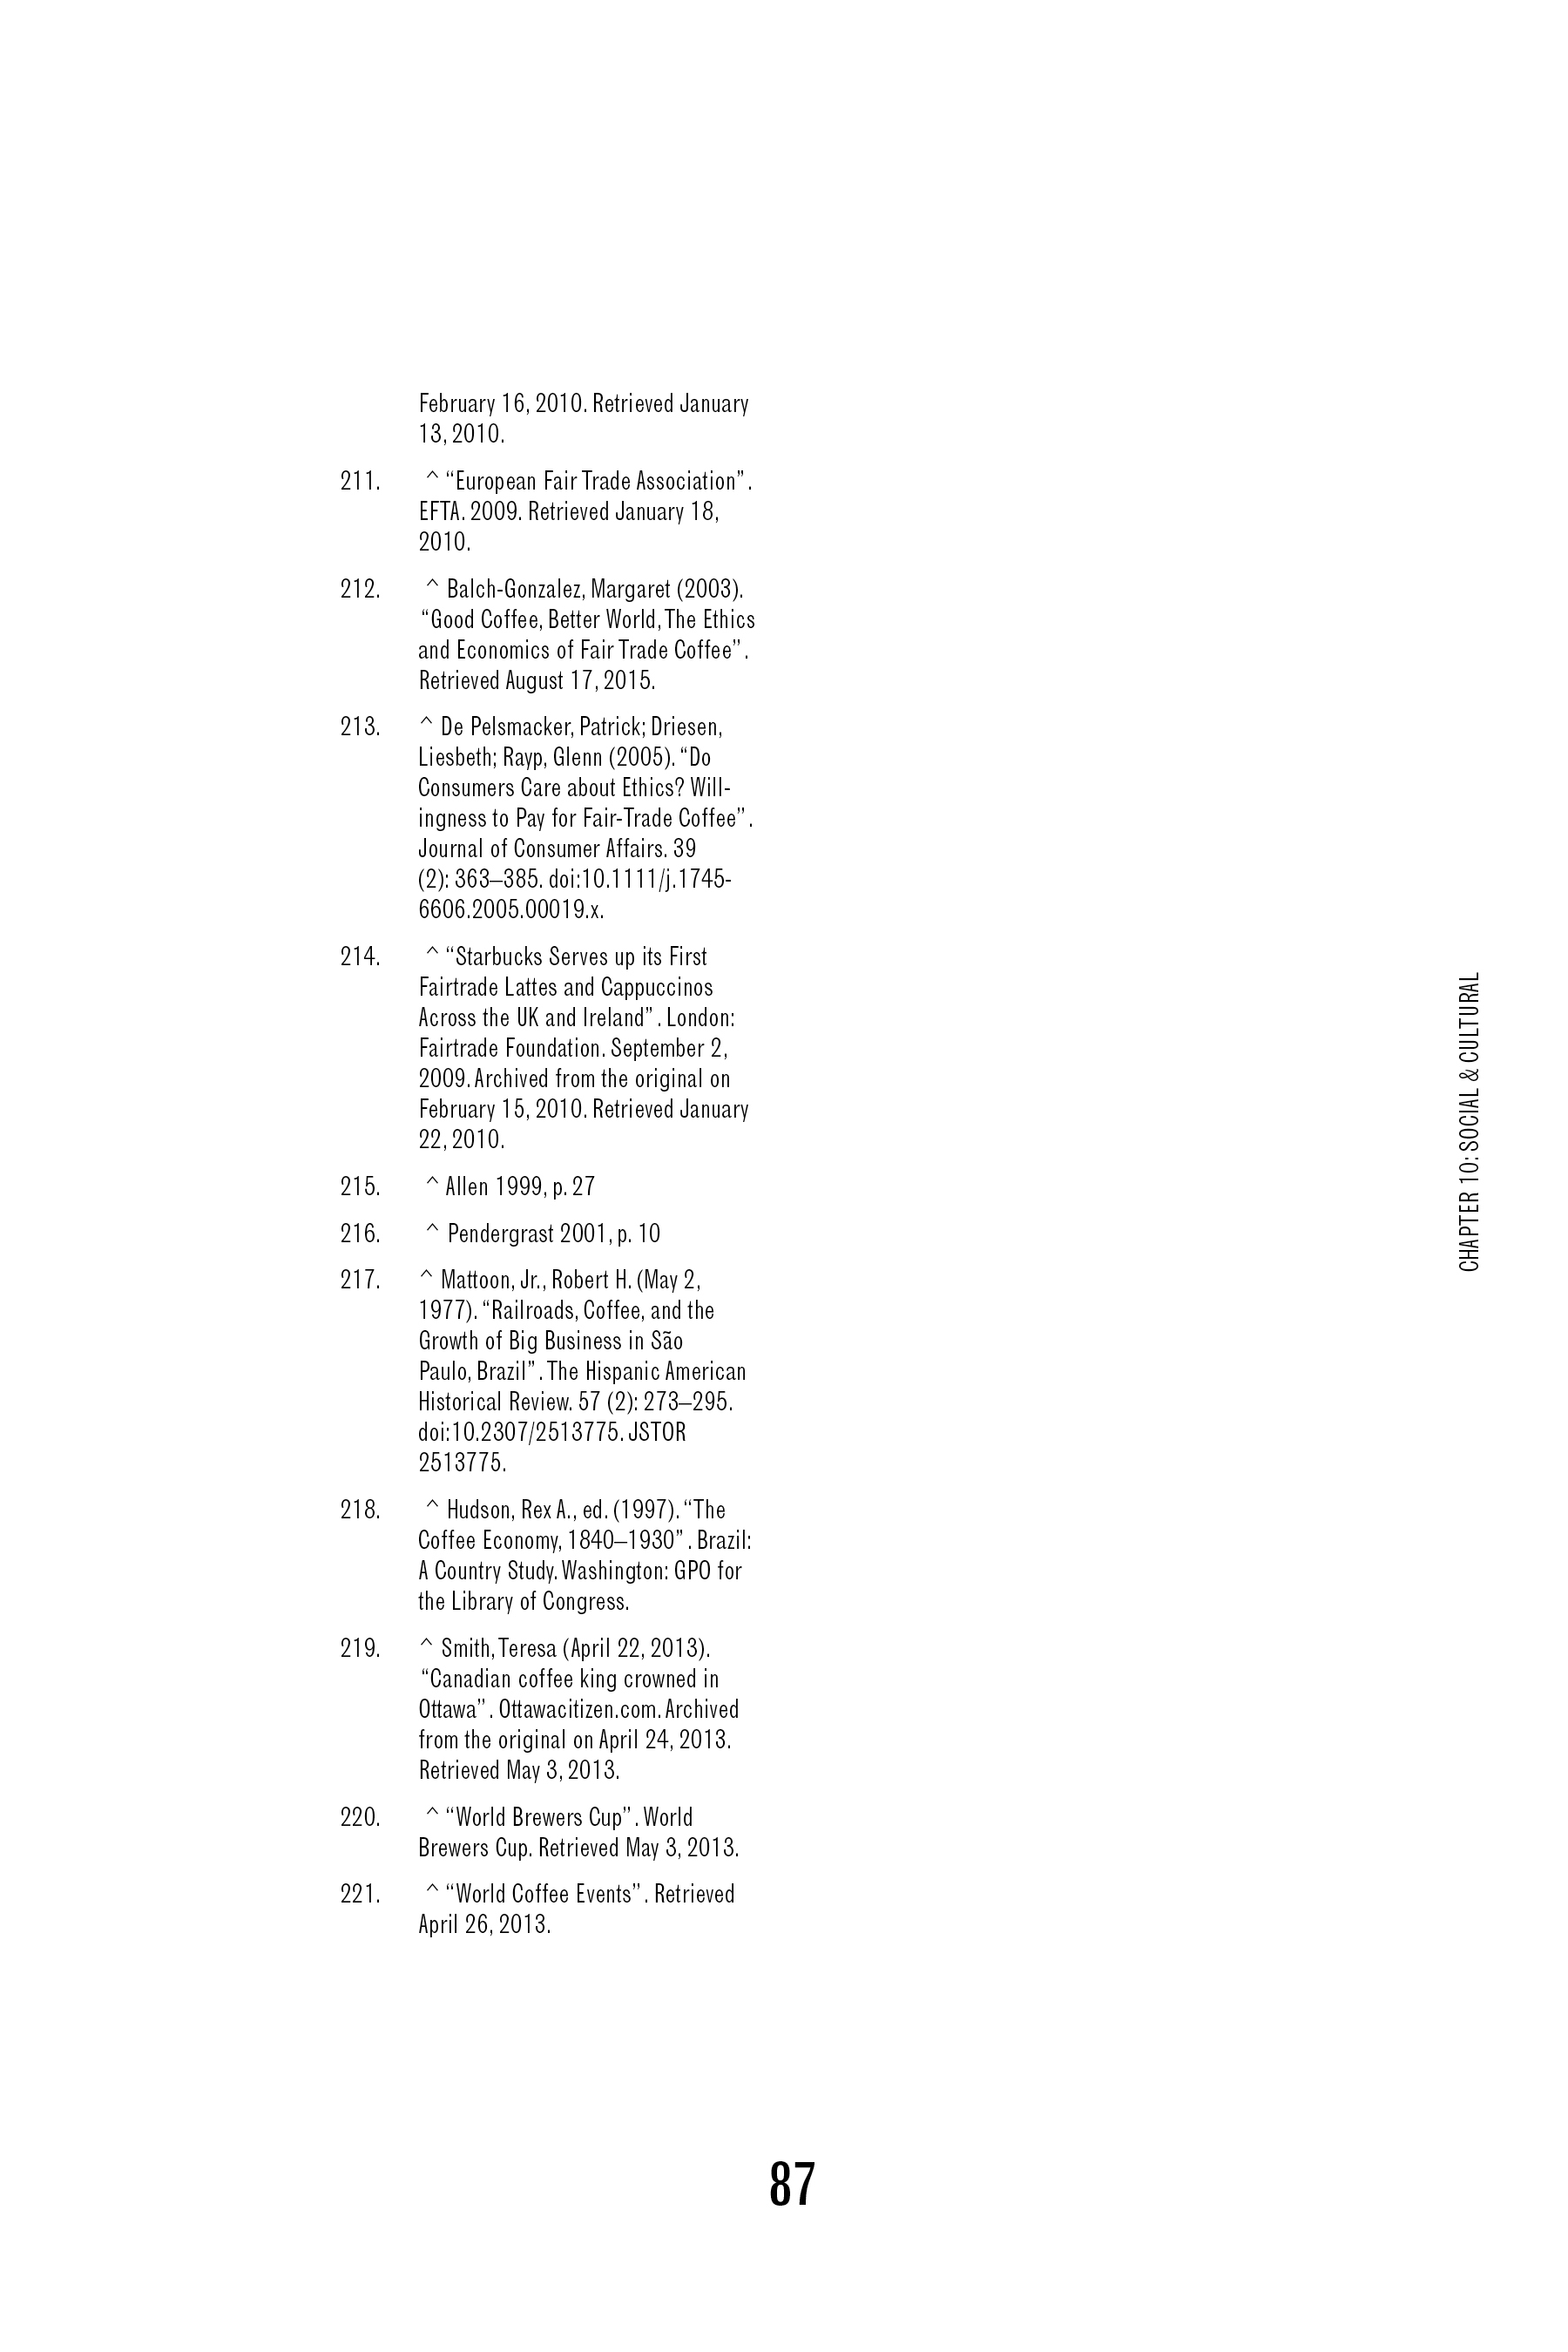 February 16, 2010. Retrieved January
13, 2010.
211. ^ “European Fair Trade Association”.
EFTA. 2009. Retrieved January 18,
2010.
212. ^ Balch-Gonzalez, Margaret (2003).
“Good Coffee, Better World, The Ethics
and Economics of Fair Trade Coffee”.
Retrieved August 17, 2015.
213. ^ De Pelsmacker, Patrick; Driesen,
Liesbeth; Rayp, Glenn (2005). “Do
Consumers Care about Ethics? Will-
ingness to Pay for Fair-Trade Coffee”.
Journal of Consumer Affairs. 39
(2): 363–385. doi:10.1111/j.1745-
6606.2005.00019.x.
214. ^ “Starbucks Serves up its First
Fairtrade Lattes and Cappuccinos
Across the UK and Ireland”. London:
Fairtrade Foundation. September 2,
2009. Archived from the original on
February 15, 2010. Retrieved January
22, 2010.
215. ^ Allen 1999, p. 27
216. ^ Pendergrast 2001, p. 10
217. ^ Mattoon, Jr., Robert H. (May 2,
1977). “Railroads, Coffee, and the
Growth of Big Business in São
Paulo, Brazil”. The Hispanic American
Historical Review. 57 (2): 273–295.
doi:10.2307/2513775. JSTOR
2513775.
218. ^ Hudson, Rex A., ed. (1997). “The
Coffee Economy, 1840–1930”. Brazil:
A Country Study. Washington: GPO for
the Library of Congress.
219. ^ Smith, Teresa (April 22, 2013).
“Canadian coffee king crowned in
Ottawa”. Ottawacitizen.com. Archived
from the original on April 24, 2013.
Retrieved May 3, 2013.
220. ^ “World Brewers Cup”. World
Brewers Cup. Retrieved May 3, 2013.
221. ^ “World Coffee Events”. Retrieved
April 26, 2013.
CHAPTER 10: SOCIAL & CULTURAL
87